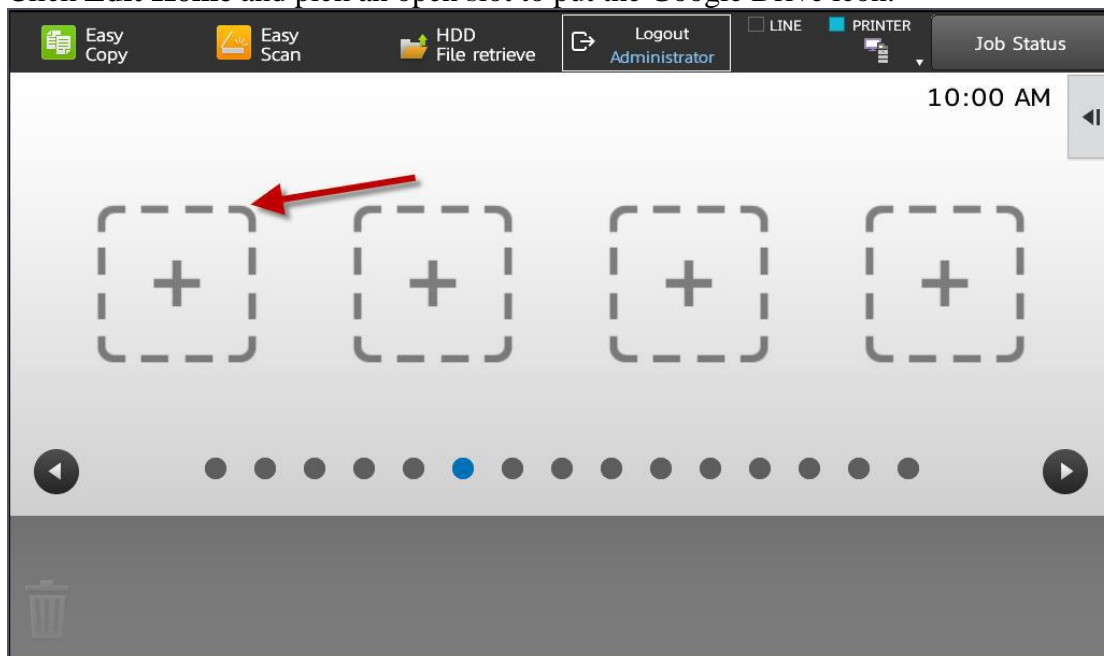 Click Edit Home and pick an open slot to put the Google Drive icon.
Easy Copy
Easy Scan
HDD File retrieve
Logout
Administrator
LINE
PRINTER
Job Status
10:00 AM